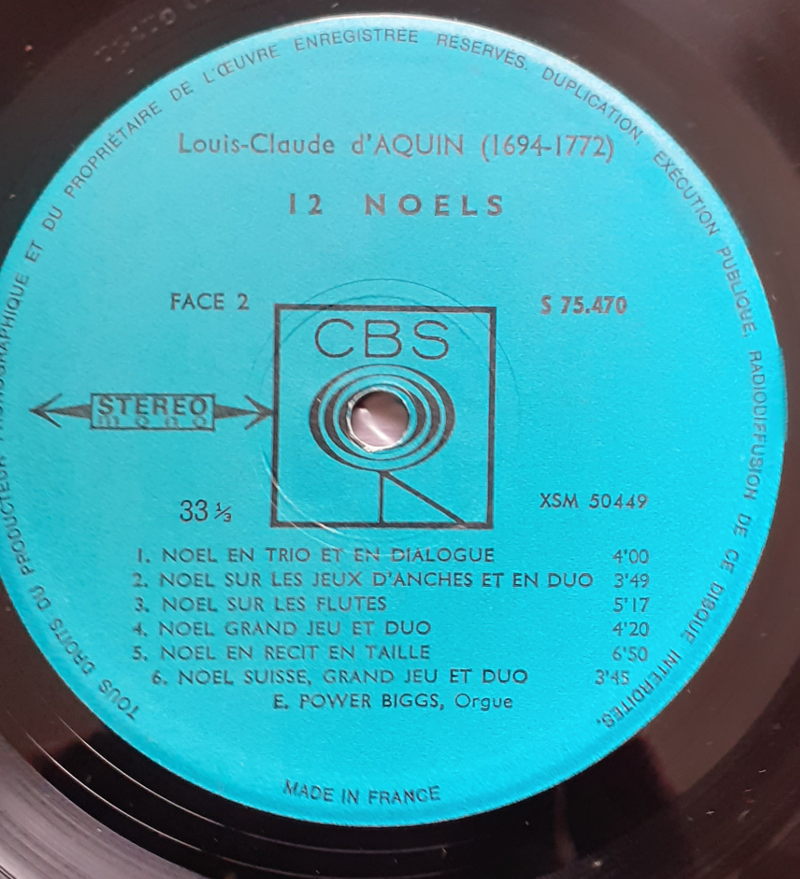 TOUS DROITS DU PRODUCTEUR PHONOGRAPHIQUE ET DU PROPRIÉTAIRE DE L'ŒUVRE ENREGISTRÉE RÉSERVÉS. DUPLICATION, EXÉCUTION PUBLIQUE, RADIODIFFUSION DE CE DISQUE INTERDITES.
Louis-Claude d'AQUIN (1694-1772)
12 NOELS
FACE 2
S 75.470
CBS
STEREO
mono
33 ⅓
XSM 50449
1. NOEL EN TRIO ET EN DIALOGUE 4'00
2. NOEL SUR LES JEUX D'ANCHES ET EN DUO 3'49
3. NOEL SUR LES FLUTES 5'17
4. NOEL GRAND JEU ET DUO 4'20
5. NOEL EN RECIT EN TAILLE 6'50
6. NOEL SUISSE, GRAND JEU ET DUO 3'45
E. POWER BIGGS, Orgue
MADE IN FRANCE